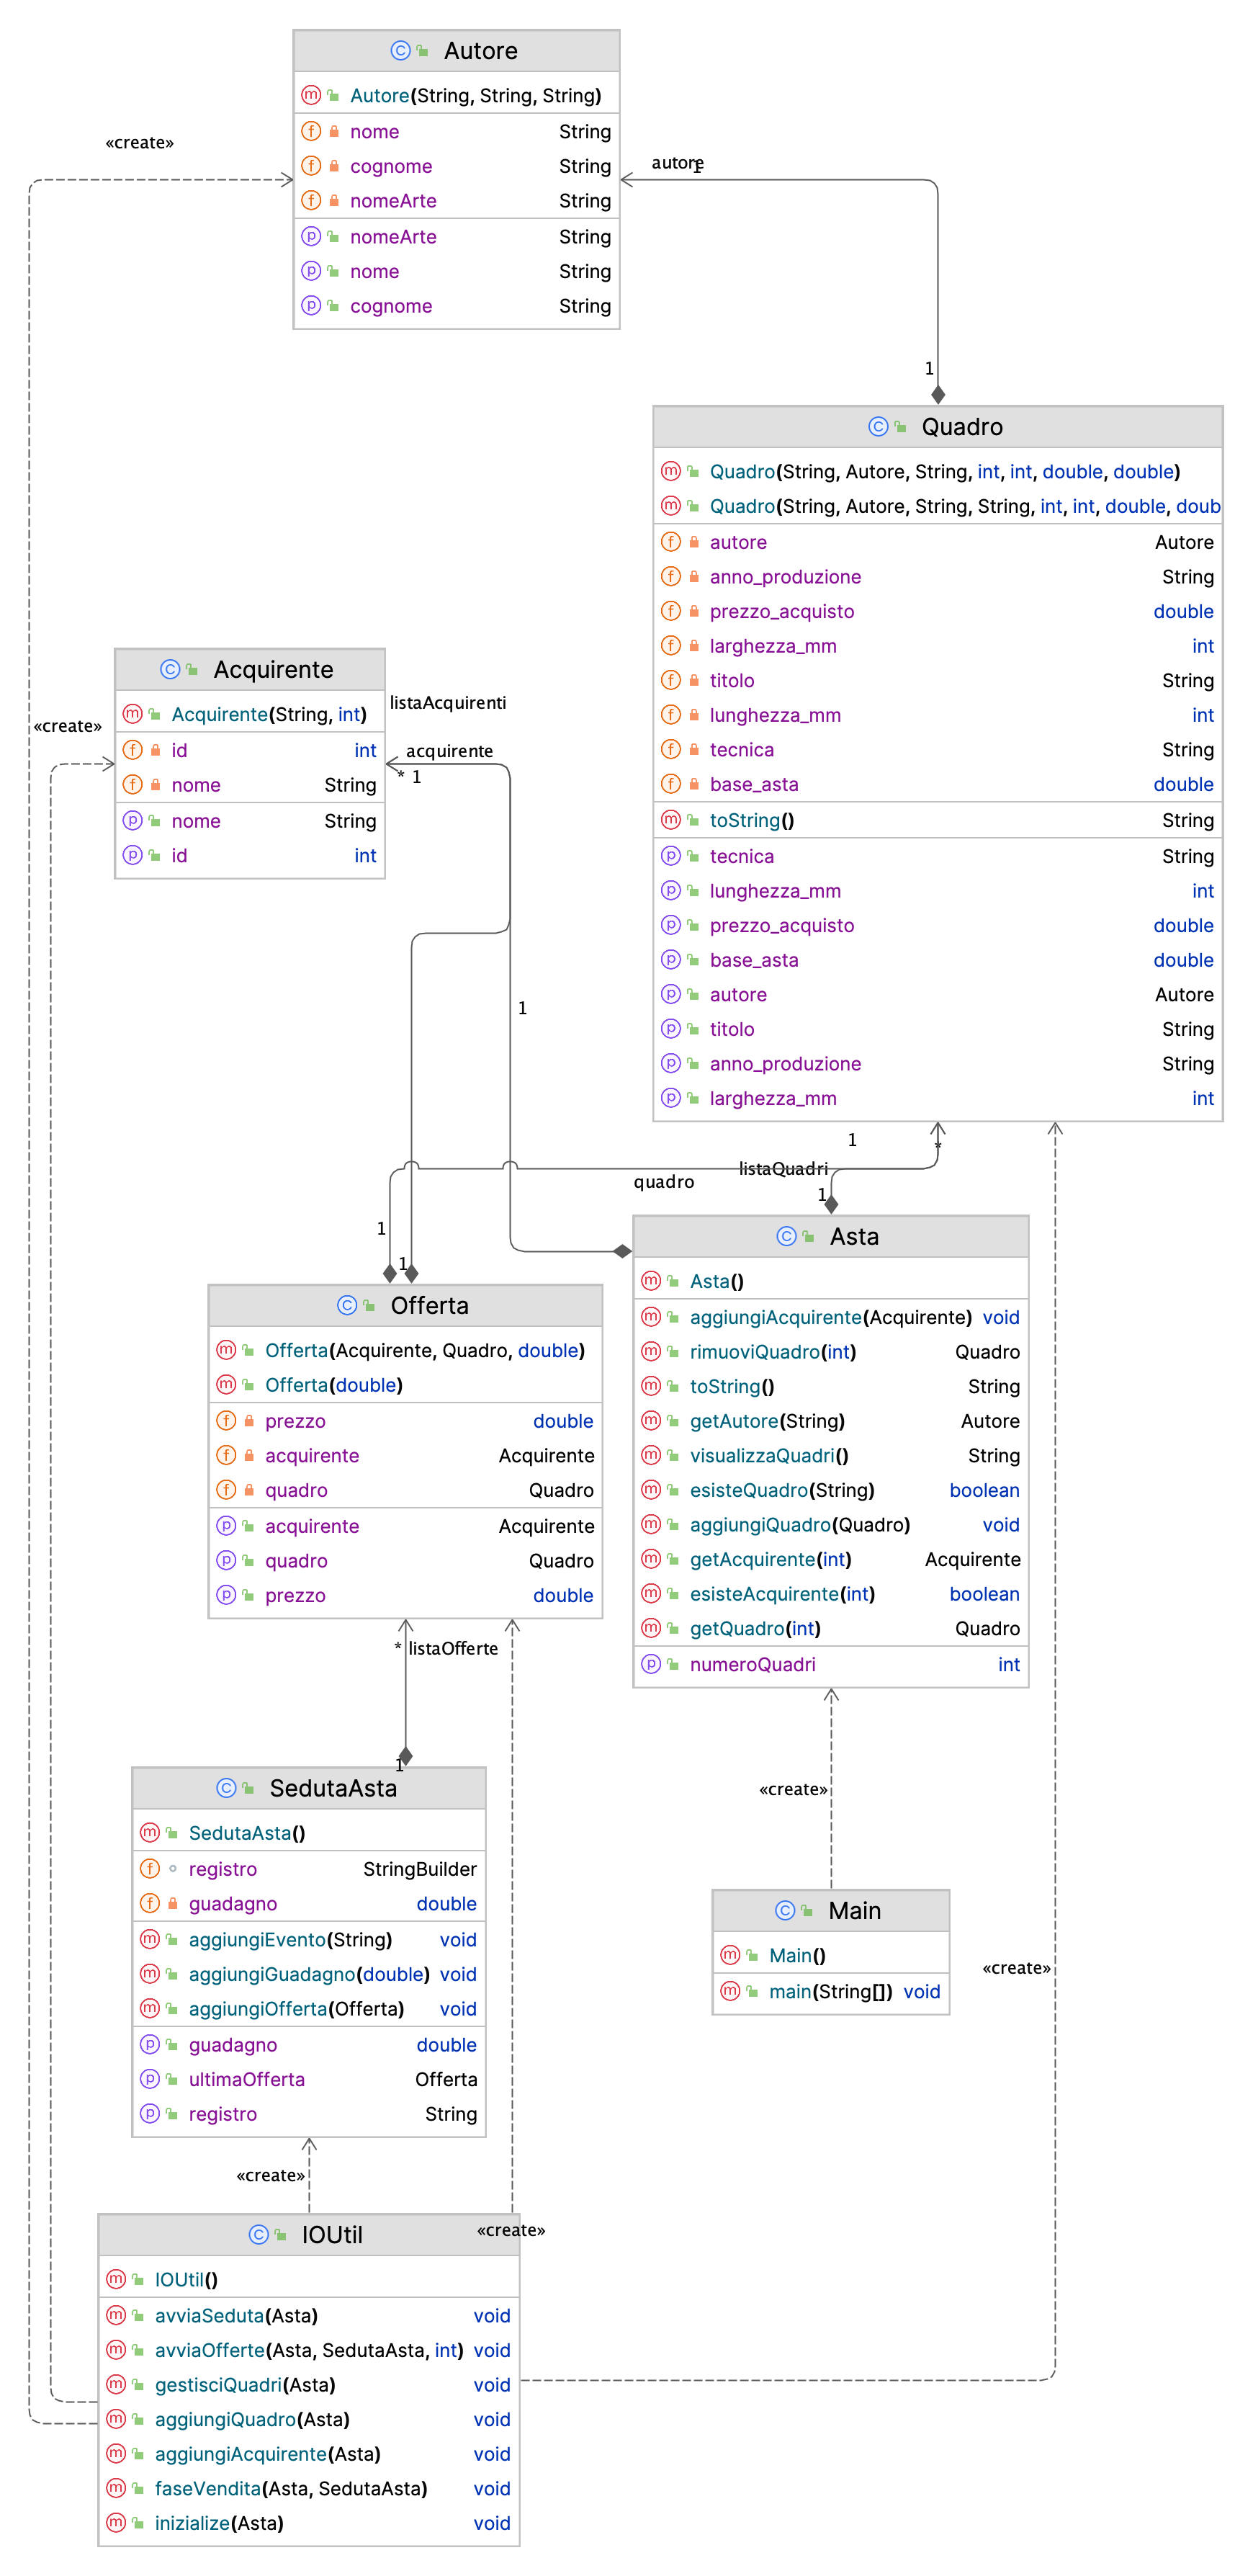 Autore
Autore(String, String, String)
nome String
cognome String
nomeArte String
nomeArte String
nome String
cognome String
«create»
autore
1
1
Quadro
Quadro(String, Autore, String, int, int, double, double)
Quadro(String, Autore, String, String, int, int, double, doub
autore Autore
anno_produzione String
prezzo_acquisto double
larghezza_mm int
titolo String
lunghezza_mm int
tecnica String
base_asta double
toString() String
tecnica String
lunghezza_mm int
prezzo_acquisto double
base_asta double
autore Autore
titolo String
anno_produzione String
larghezza_mm int
Acquirente
Acquirente(String, int)
id int
nome String
nome String
id int
«create»
listaAcquirenti
acquirente
* 1
1
1
*
listaQuadri
quadro
1
1
1
Offerta
Offerta(Acquirente, Quadro, double)
Offerta(double)
prezzo double
acquirente Acquirente
quadro Quadro
acquirente Acquirente
quadro Quadro
prezzo double
Asta
Asta()
aggiungiAcquirente(Acquirente) void
rimuoviQuadro(int) Quadro
toString() String
getAutore(String) Autore
visualizzaQuadri() String
esisteQuadro(String) boolean
aggiungiQuadro(Quadro) void
getAcquirente(int) Acquirente
esisteAcquirente(int) boolean
getQuadro(int) Quadro
numeroQuadri int
* listaOfferte
1
SedutaAsta
SedutaAsta()
registro StringBuilder
guadagno double
aggiungiEvento(String) void
aggiungiGuadagno(double) void
aggiungiOfferta(Offerta) void
guadagno double
ultimaOfferta Offerta
registro String
«create»
Main
Main()
main(String[]) void
«create»
«create»
«create»
IOUtil
IOUtil()
avviaSeduta(Asta) void
avviaOfferte(Asta, SedutaAsta, int) void
gestisciQuadri(Asta) void
aggiungiQuadro(Asta) void
aggiungiAcquirente(Asta) void
faseVendita(Asta, SedutaAsta) void
inizialize(Asta) void